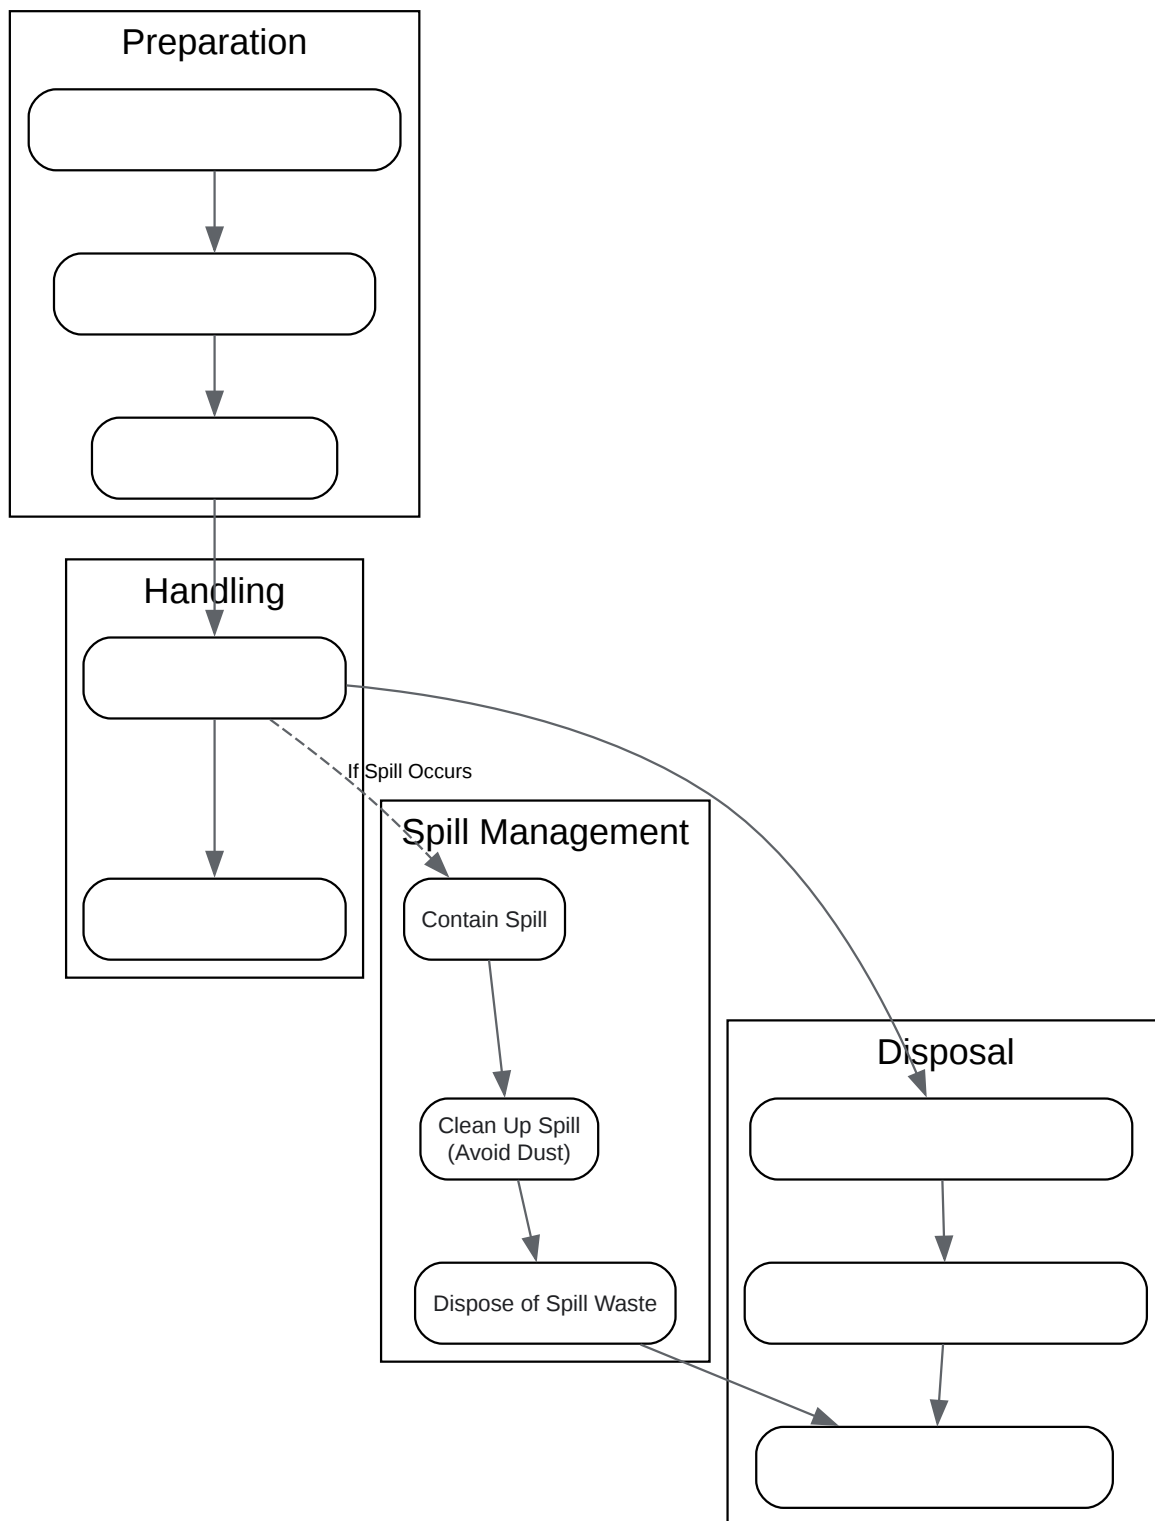 Preparation
Handling
If Spill Occurs
Spill Management
Contain Spill
Disposal
Clean Up Spill
(Avoid Dust)
Dispose of Spill Waste